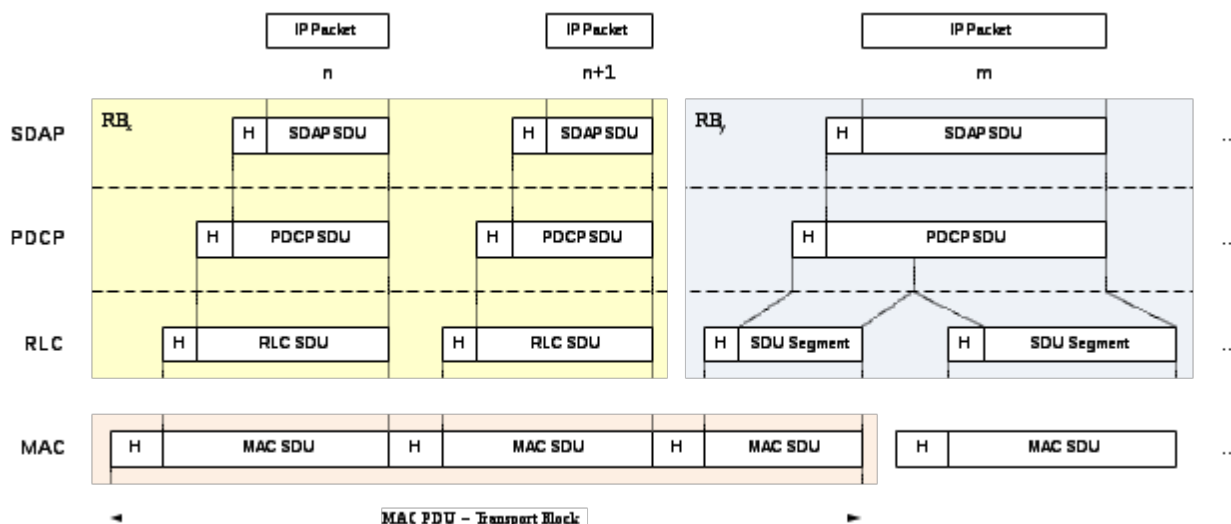 IP Packet IP Packet IP Packet
n n+1 m
RBx RBy
SDAP H SDAP SDU H SDAP SDU H SDAP SDU ...
PDCP H PDCP SDU H PDCP SDU H PDCP SDU ...
RLC H RLC SDU H RLC SDU H SDU Segment H SDU Segment ...
MAC H MAC SDU H MAC SDU H MAC SDU H MAC SDU ...
MAC PDU – Transport Block